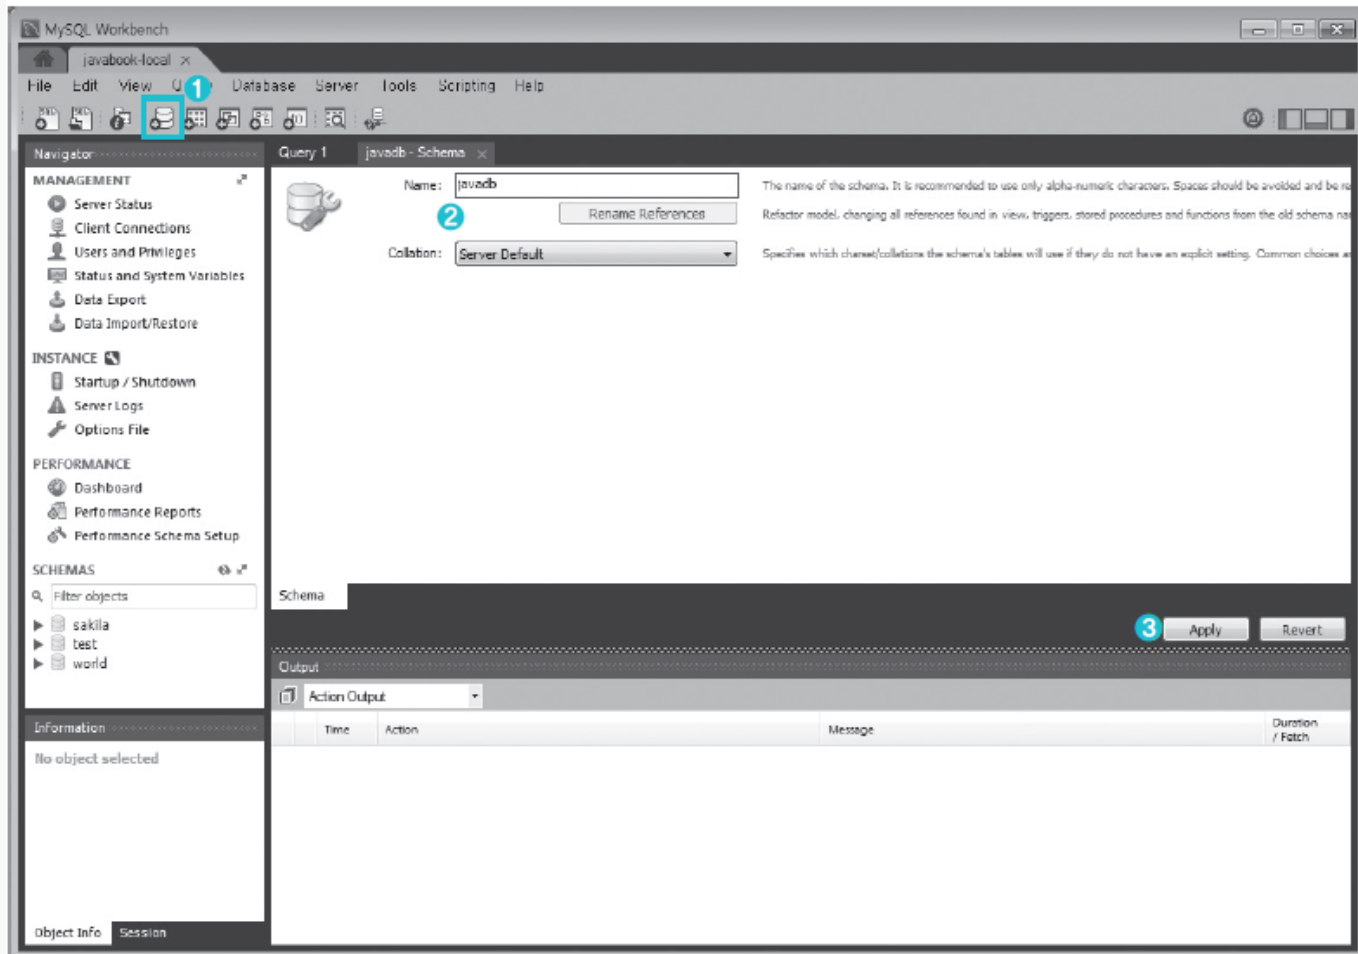 MySQL Workbench
javabook-local
File Edit View Database Server Tools Scripting Help
1
Navigator
MANAGEMENT
Server Status
Client Connections
Users and Privileges
Status and System Variables
Data Export
Data Import/Restore
INSTANCE
Startup / Shutdown
Server Logs
Options File
PERFORMANCE
Dashboard
Performance Reports
Performance Schema Setup
SCHEMAS
Filter objects
sakila
test
world
Information
No object selected
Object Info Session
Query 1 javadb - Schema
Name: javadb The name of the schema. It is recommended to use only alpha-numeric characters. Spaces should be avoided and be re
2 Rename References Refactor model, changing all references found in view, triggers, stored procedures and functions from the old schema na
Collation: Server Default Specifies which charset/collations the schema's tables will use if they do not have an explicit setting. Common choices a
Schema
3 Apply Revert
Output
Action Output
Time Action Message Duration
/ Fetch